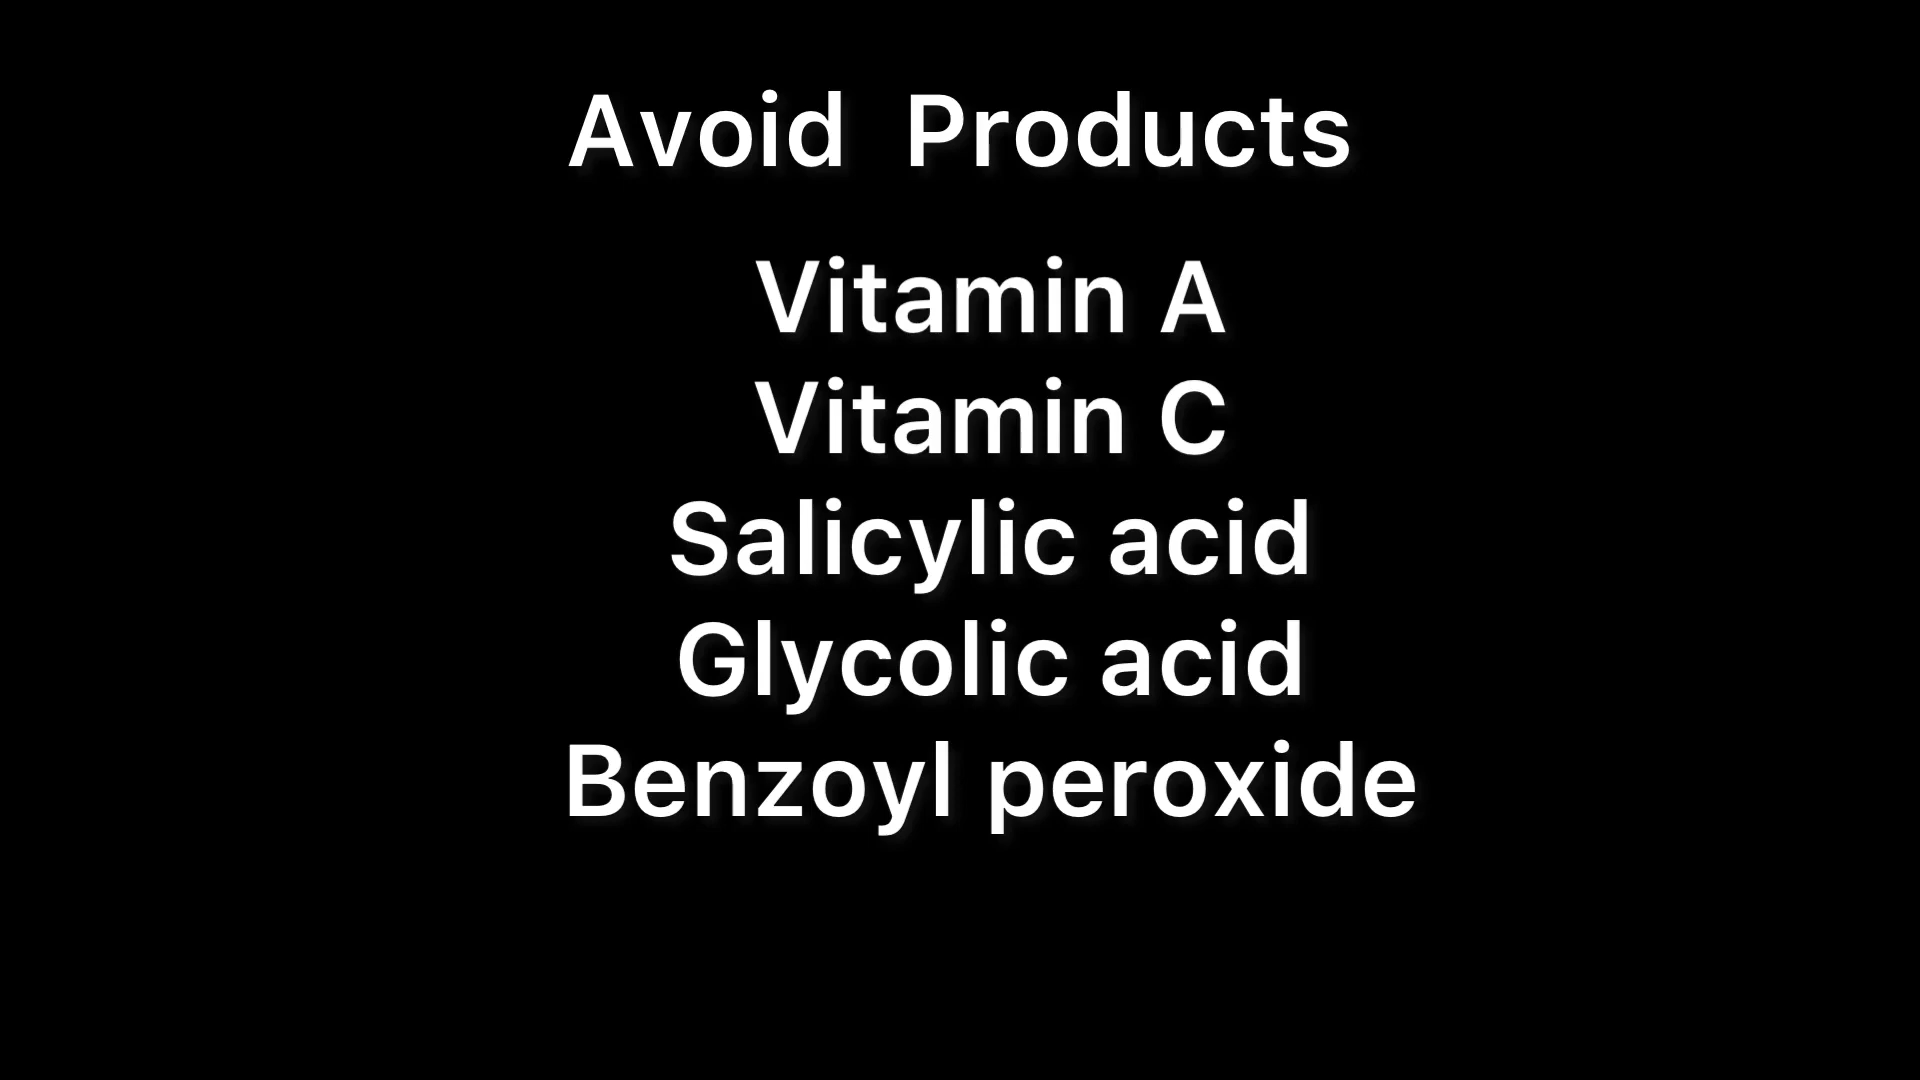 Avoid Products
Vitamin A
Vitamin C
Salicylic acid
Glycolic acid
Benzoyl peroxide